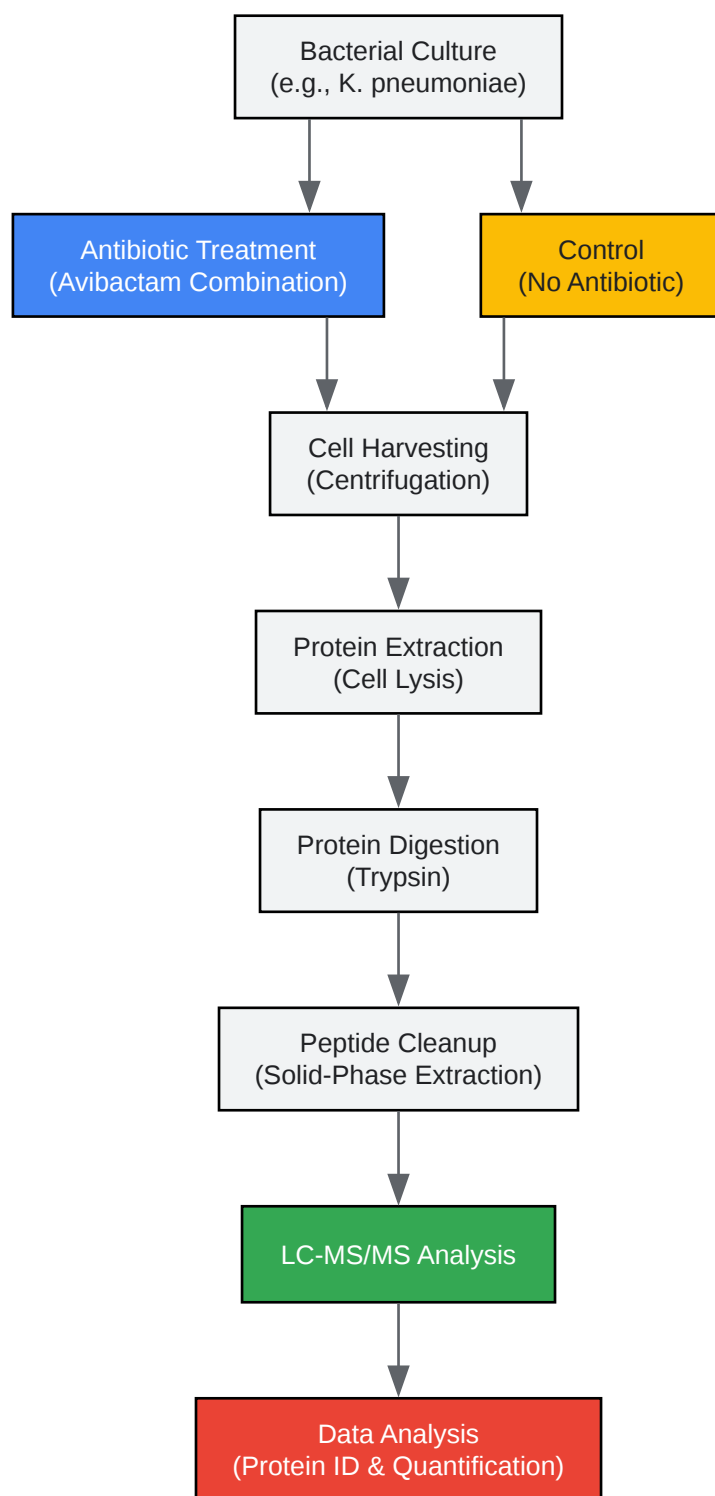 Bacterial Culture
(e.g., K. pneumoniae)
Antibiotic Treatment
(Avibactam Combination)
Control
(No Antibiotic)
Cell Harvesting
(Centrifugation)
Protein Extraction
(Cell Lysis)
Protein Digestion
(Trypsin)
Peptide Cleanup
(Solid-Phase Extraction)
LC-MS/MS Analysis
Data Analysis
(Protein ID & Quantification)